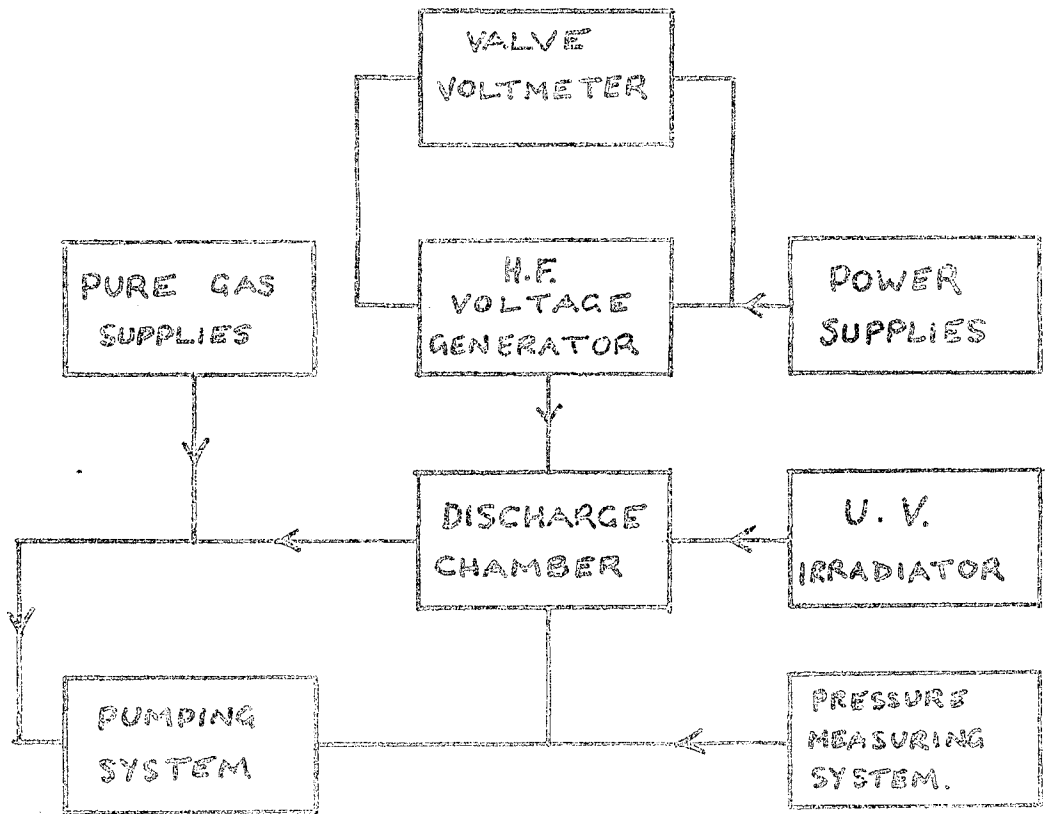 VALVE
VOLTMETER
PURE GAS
SUPPLIES
H.F.
VOLTAGE
GENERATOR
POWER
SUPPLIES
DISCHARGE
CHAMBER
U. V.
IRRADIATOR
PUMPING
SYSTEM
PRESSURE
MEASURING
SYSTEM.